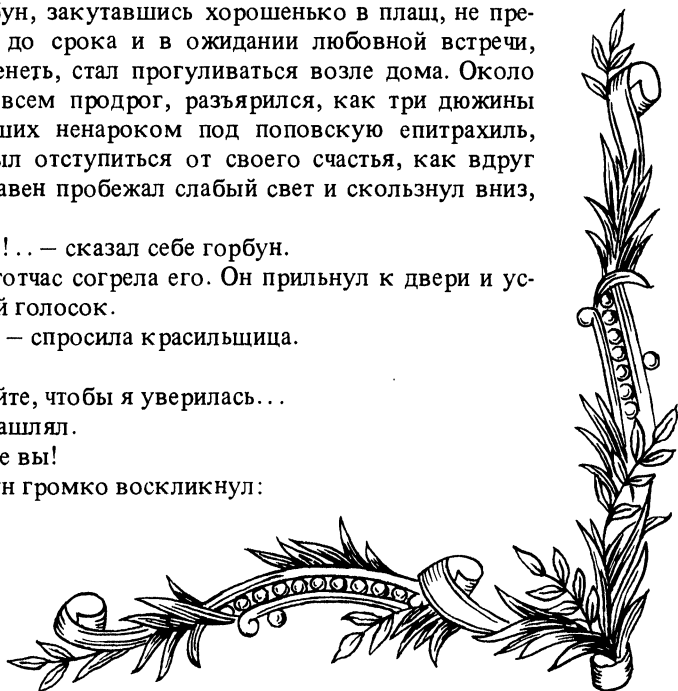 бун, закутавшись хорошенько в плащ, не пре-
до срока и в ожидании любовной встречи,
енеть, стал прогуливаться возле дома. Около
всем продрог, разъярился, как три дюжины
ших ненароком под поповскую епитрахиль,
ыл отступиться от своего счастья, как вдруг
авен пробежал слабый свет и скользнул вниз,
!.. — сказал себе горбун.
тотчас согрела его. Он прильнул к двери и ус-
й голосок.
— спросила красильщица.
йте, чтобы я уверилась...
ашлял.
е вы!
ун громко воскликнул: